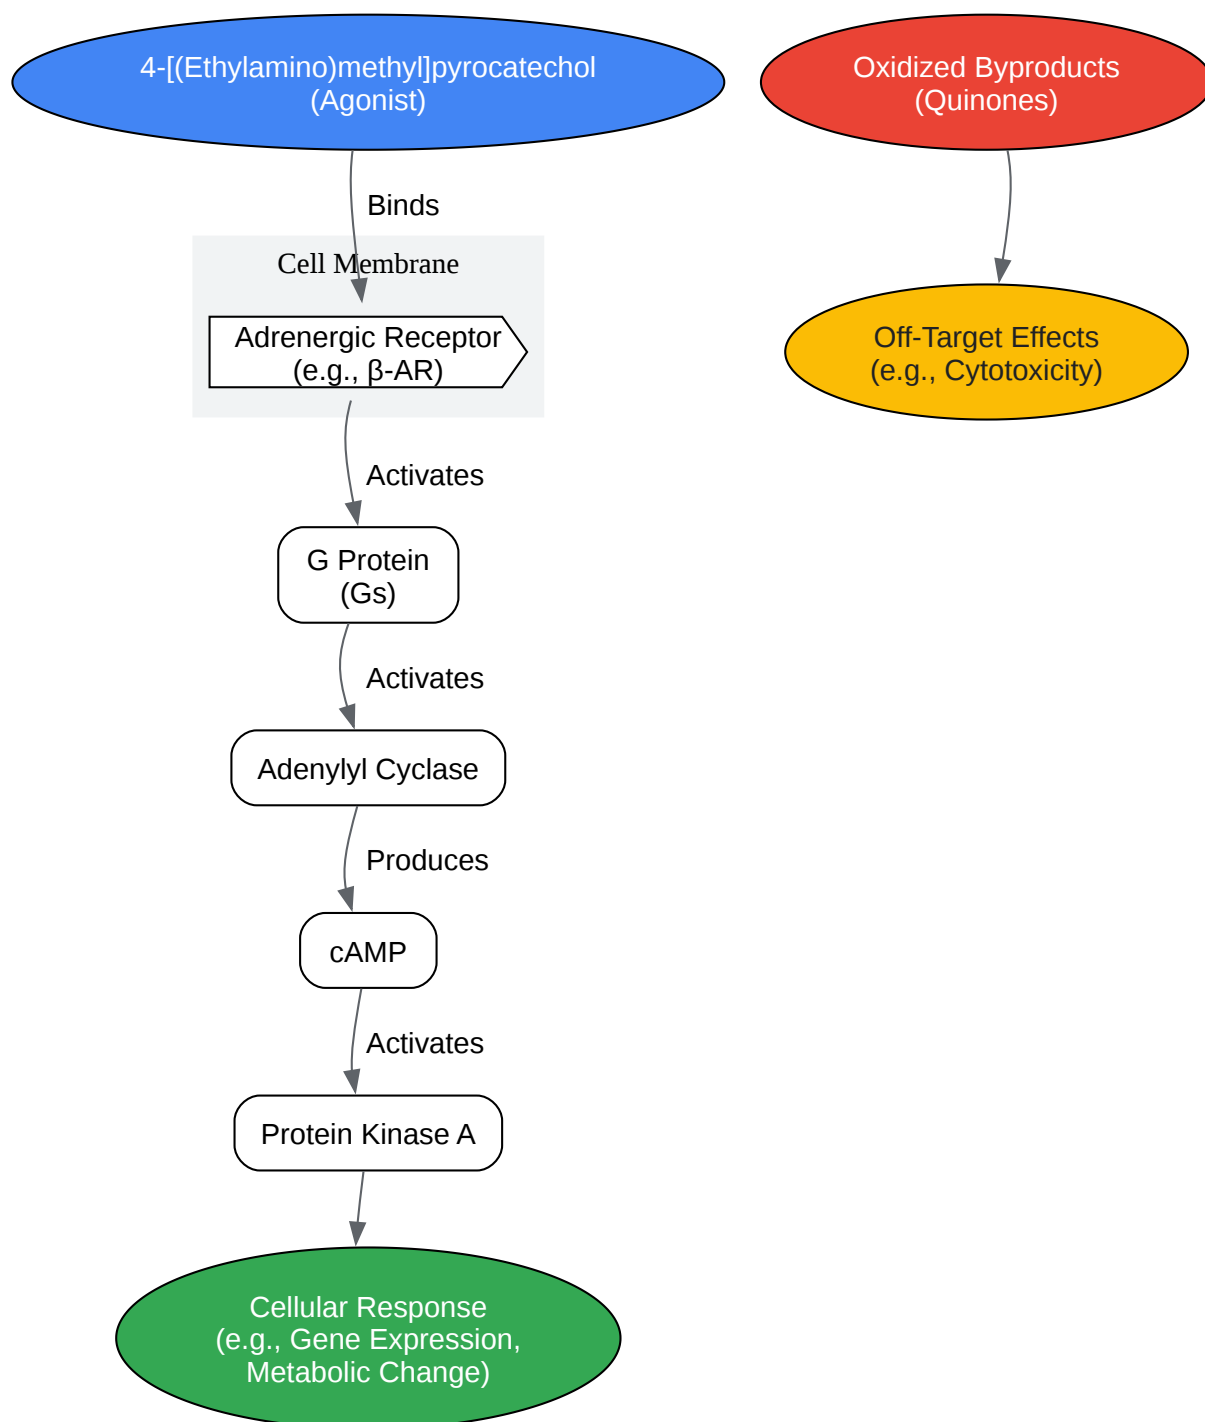 4-[(Ethylamino)methyl]pyrocatechol
(Agonist)
Oxidized Byproducts
(Quinones)
Binds
Cell Membrane
Adrenergic Receptor
(e.g., β-AR)
Off-Target Effects
(e.g., Cytotoxicity)
Activates
G Protein
(Gs)
Activates
Adenylyl Cyclase
Produces
cAMP
Activates
Protein Kinase A
Cellular Response
(e.g., Gene Expression,
Metabolic Change)